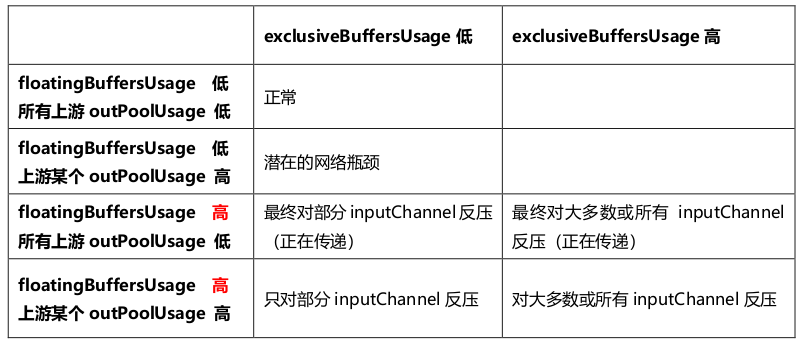 exclusiveBuffersUsage 低
exclusiveBuffersUsage 高
floatingBuffersUsage 低
所有上游 outPoolUsage 低
正常
floatingBuffersUsage 低
上游某个 outPoolUsage 高
潜在的网络瓶颈
floatingBuffersUsage 高
所有上游 outPoolUsage 低
最终对部分 inputChannel 反压
（正在传递）
最终对大多数或所有 inputChannel
反压（正在传递）
floatingBuffersUsage 高
上游某个 outPoolUsage 高
只对部分 inputChannel 反压
对大多数或所有 inputChannel 反压